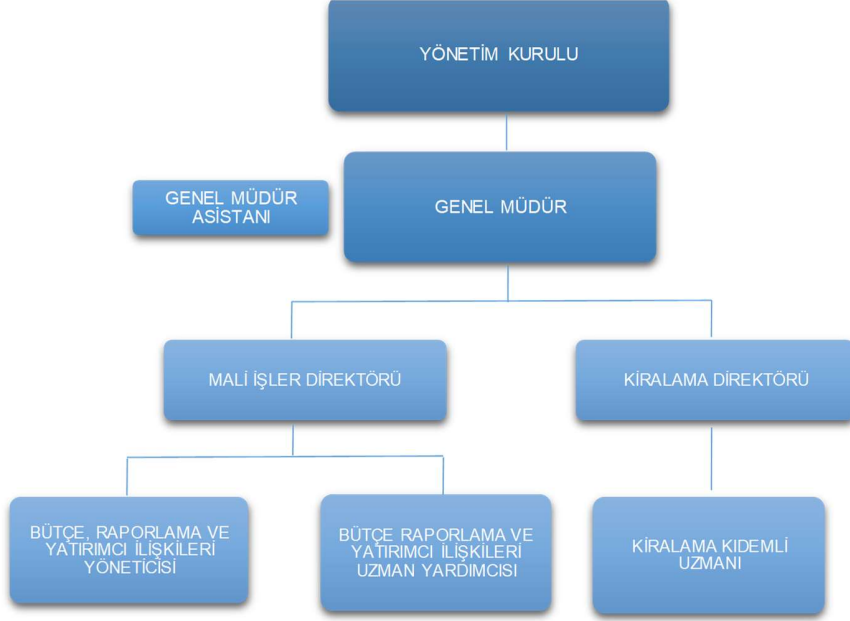 YÖNETİM KURULU
GENEL MÜDÜR
ASİSTANI
GENEL MÜDÜR
MALİ İŞLER DİREKTÖRÜ
KİRALAMA DİREKTÖRÜ
BÜTÇE, RAPORLAMA VE
YATIRIMCI İLİŞKİLERİ
YÖNETİCİSİ
BÜTÇE RAPORLAMA VE
YATIRIMCI İLİŞKİLERİ
UZMAN YARDIMCISI
KİRALAMA KIDEMLİ
UZMANI